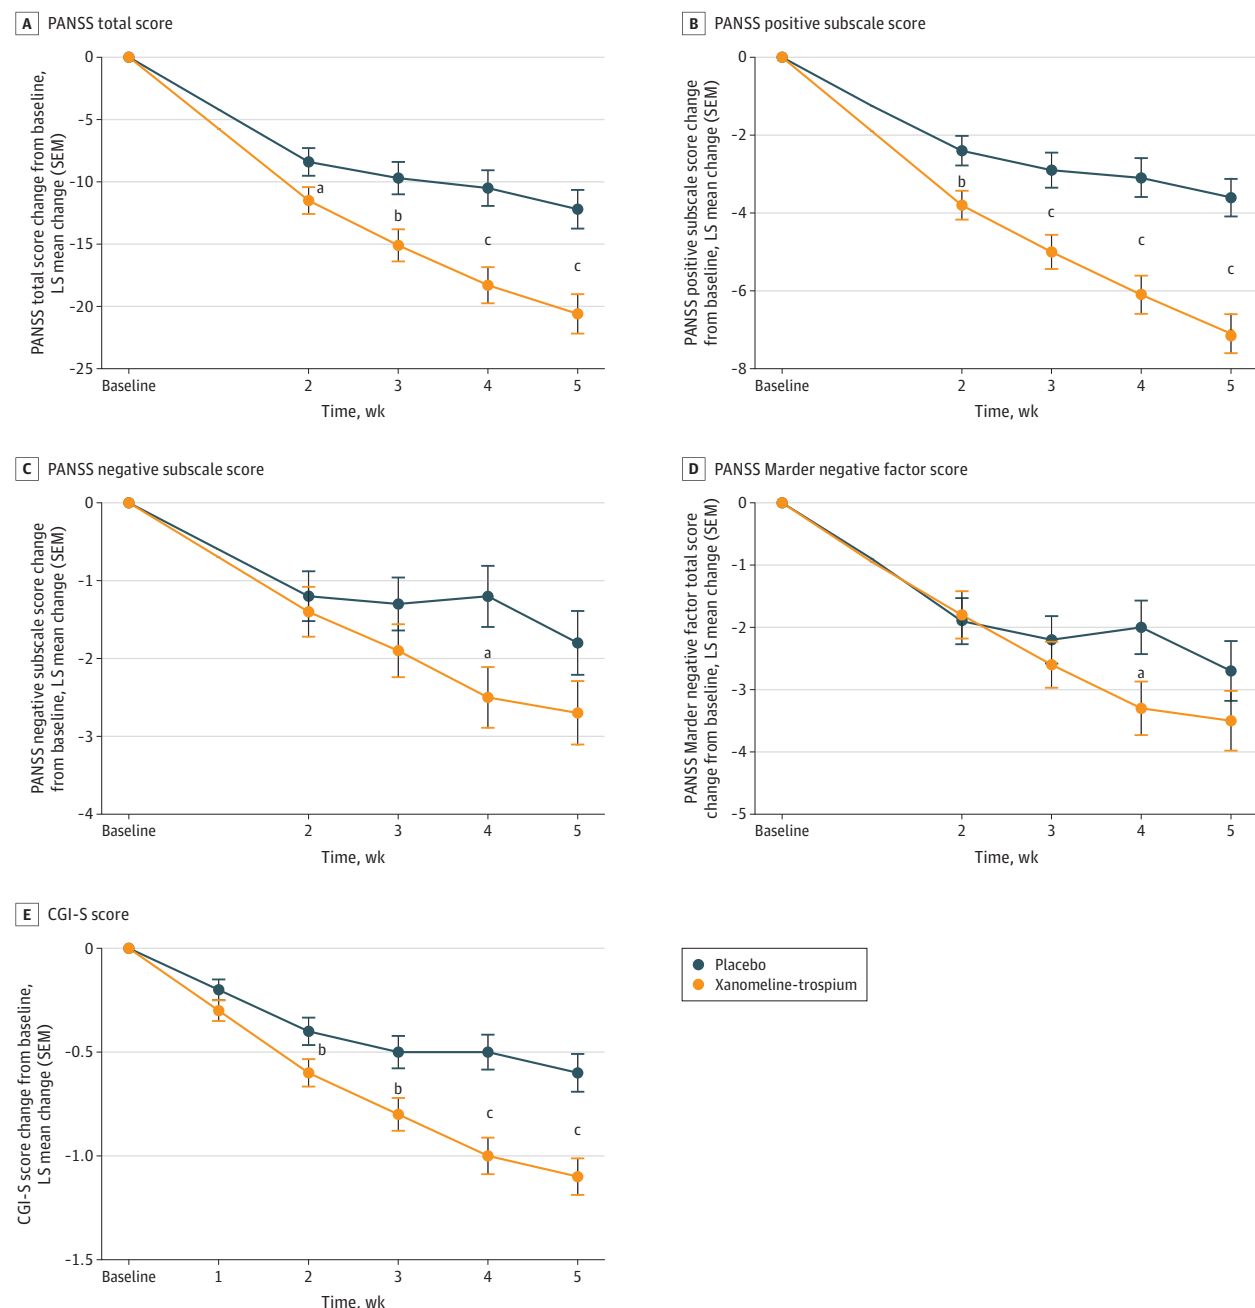 A PANSS total score
PANSS total score change from baseline,
LS mean change (SEM)
0
-5
-10
-15
-20
-25
a
b
c
c
Baseline
2
3
4
5
Time, wk
B PANSS positive subscale score
PANSS positive subscale score change
from baseline, LS mean change (SEM)
0
-2
-4
-6
-8
b
c
c
c
Baseline
2
3
4
5
Time, wk
C PANSS negative subscale score
PANSS negative subscale score change
from baseline, LS mean change (SEM)
0
-1
-2
-3
-4
a
Baseline
2
3
4
5
Time, wk
D PANSS Marder negative factor score
PANSS Marder negative factor total score
change from baseline, LS mean change (SEM)
0
-1
-2
-3
-4
-5
a
Baseline
2
3
4
5
Time, wk
E CGI-S score
CGI-S score change from baseline,
LS mean change (SEM)
0
-0.5
-1.0
-1.5
b
b
c
c
Baseline
1
2
3
4
5
Time, wk
Placebo
Xanomeline-trospium